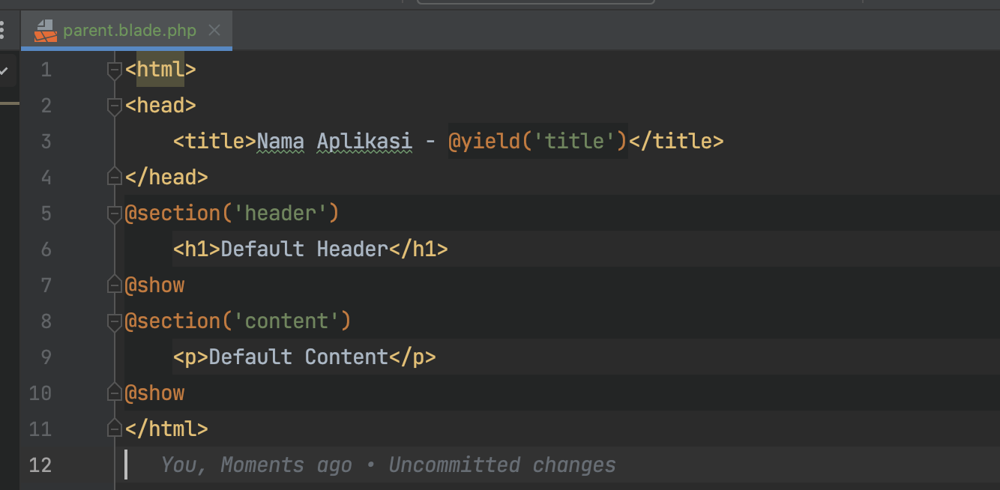 parent.blade.php
1 <html>
2 <head>
3     <title>Nama Aplikasi - @yield('title')</title>
4 </head>
5 @section('header')
6     <h1>Default Header</h1>
7 @show
8 @section('content')
9     <p>Default Content</p>
10 @show
11 </html>
12 You, Moments ago • Uncommitted changes